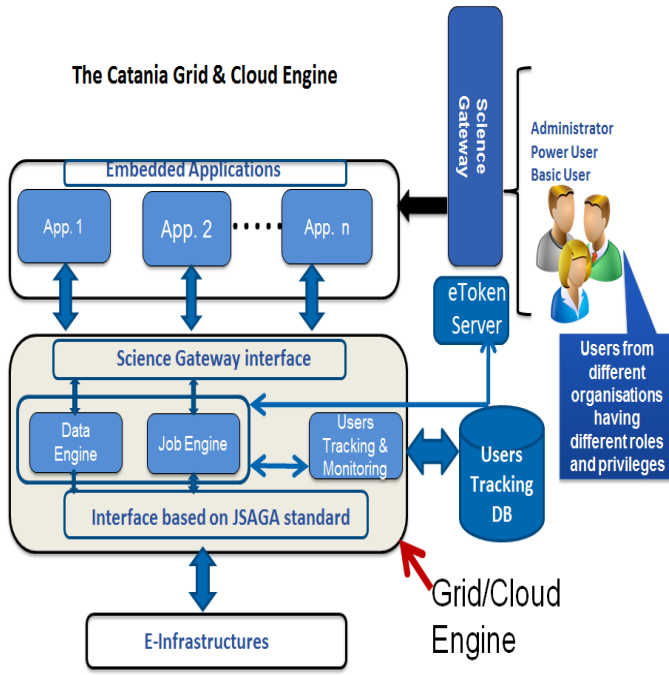 The Catania Grid & Cloud Engine
Science
Gateway
Administrator
Power User
Basic User
Embedded Applications
App. 1
App. 2
App. n
eToken
Server
Users from
different
organisations
having
different roles
and privileges
Science Gateway interface
Data
Engine
Job Engine
Users
Tracking &
Monitoring
Users
Tracking
DB
Interface based on JSAGA standard
Grid/Cloud
Engine
E-Infrastructures